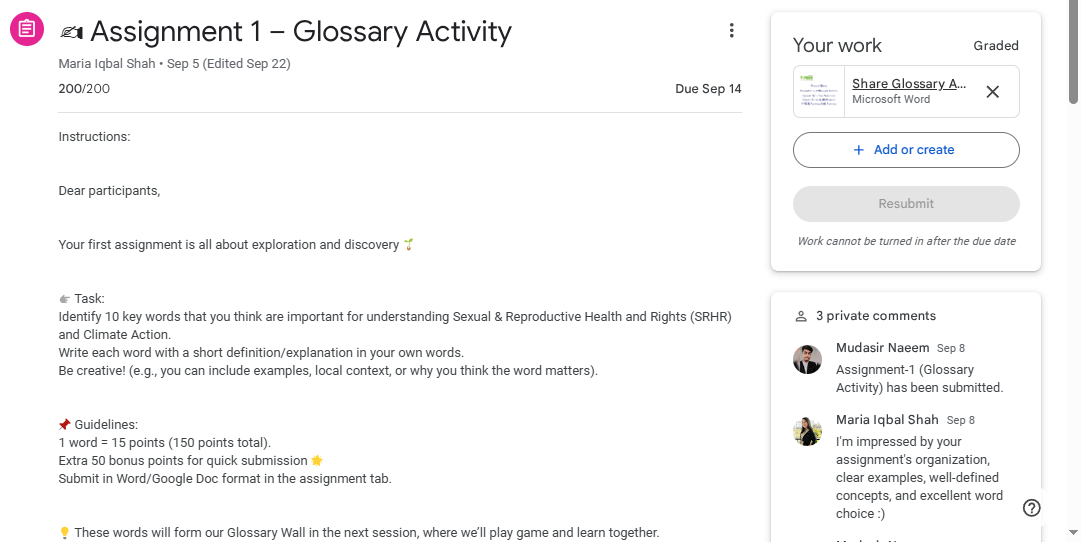 Assignment 1 – Glossary Activity
Maria Iqbal Shah • Sep 5 (Edited Sep 22)
200/200
Due Sep 14
Instructions:
Dear participants,
Your first assignment is all about exploration and discovery 🌱
👉 Task:
Identify 10 key words that you think are important for understanding Sexual & Reproductive Health and Rights (SRHR)
and Climate Action.
Write each word with a short definition/explanation in your own words.
Be creative! (e.g., you can include examples, local context, or why you think the word matters).
📌 Guidelines:
1 word = 15 points (150 points total).
Extra 50 bonus points for quick submission 🌟
Submit in Word/Google Doc format in the assignment tab.
💡 These words will form our Glossary Wall in the next session, where we'll play game and learn together.
Your work
Graded
Share Glossary A...
Microsoft Word
+ Add or create
Resubmit
Work cannot be turned in after the due date
3 private comments
Mudasir Naeem Sep 8
Assignment-1 (Glossary
Activity) has been submitted.
Maria Iqbal Shah Sep 8
I'm impressed by your
assignment's organization,
clear examples, well-defined
concepts, and excellent word
choice :)